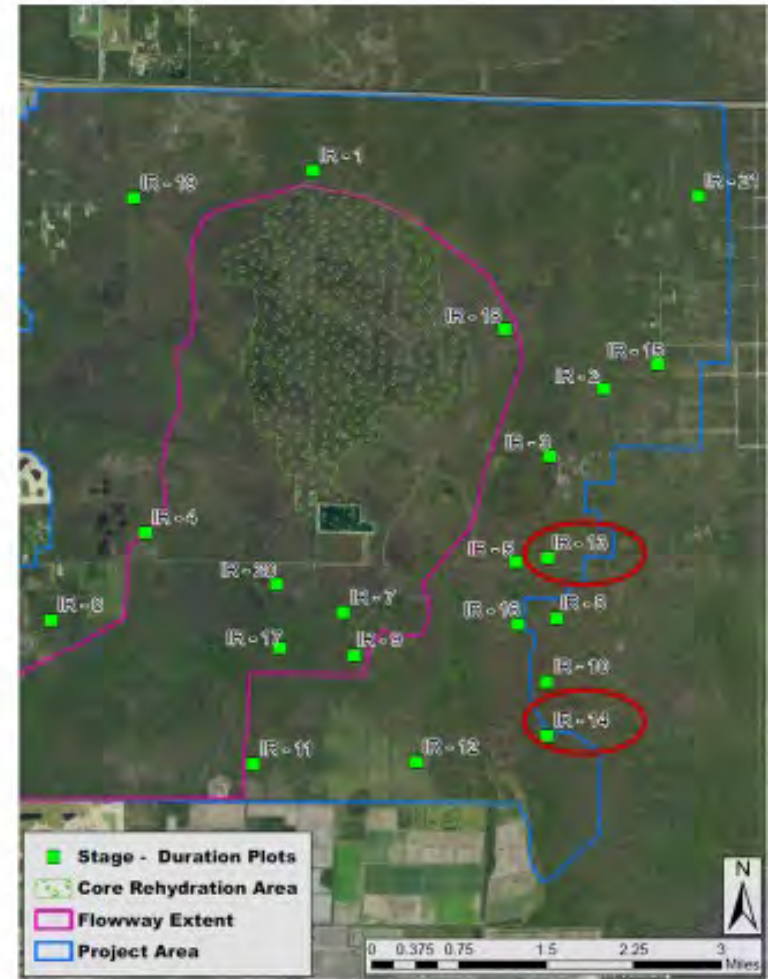 IR - 1
IR - 19
IR - 21
IR - 18
IR - 15
IR - 2
IR - 3
IR - 4
IR - 5
IR - 13
IR - 20
IR - 7
IR - 6
IR - 16
IR - 8
IR - 17
IR - 9
IR - 10
IR - 14
IR - 11
IR - 12
Stage - Duration Plots
Core Rehydration Area
Flowway Extent
Project Area
N
0 0.375 0.75 1.5 2.25 3
Miles